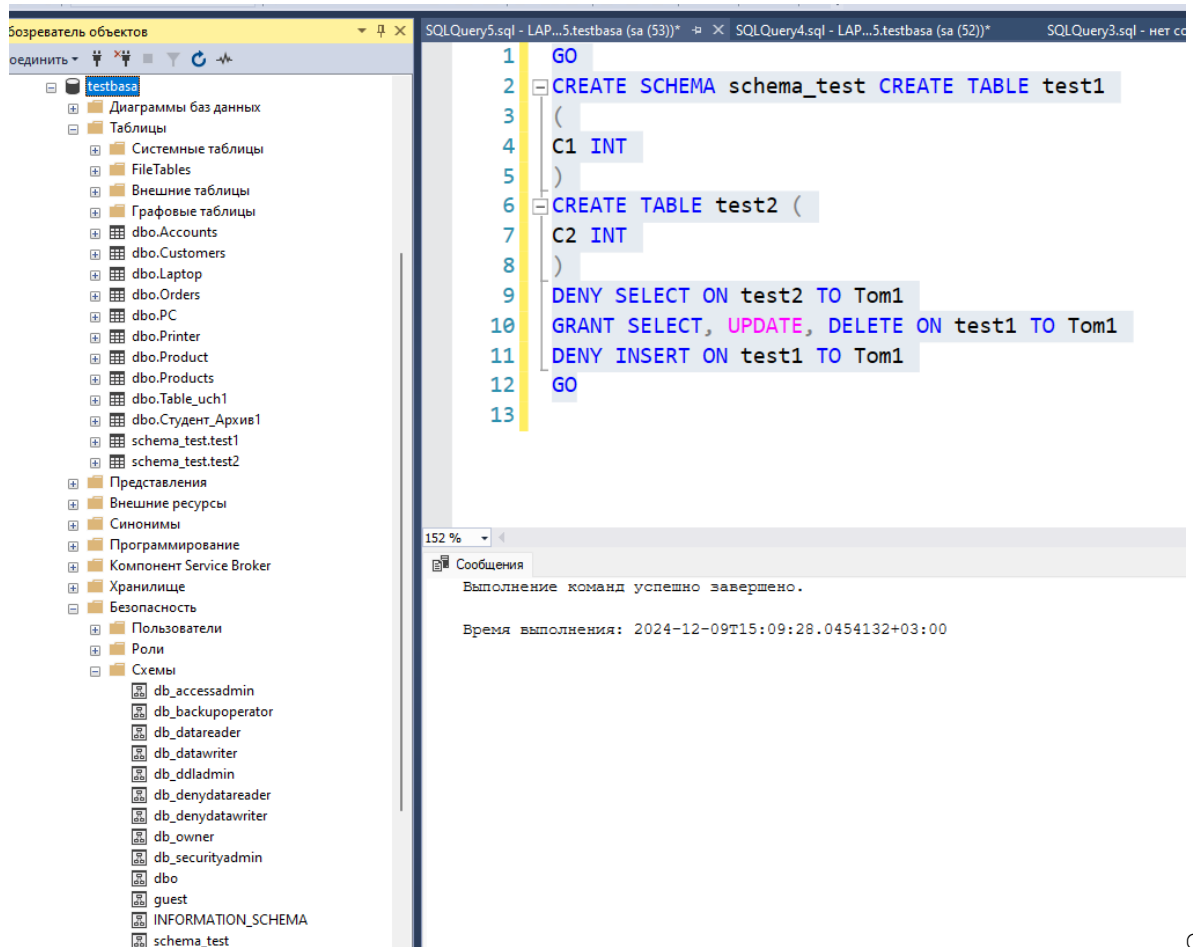 бозреватель объектов
оединить
testbasa
Диаграммы баз данных
Таблицы
Системные таблицы
FileTables
Внешние таблицы
Графовые таблицы
dbo.Accounts
dbo.Customers
dbo.Laptop
dbo.Orders
dbo.PC
dbo.Printer
dbo.Product
dbo.Products
dbo.Table_uch1
dbo.Студент_Архив1
schema_test.test1
schema_test.test2
Представления
Внешние ресурсы
Синонимы
Программирование
Компонент Service Broker
Хранилище
Безопасность
Пользователи
Роли
Схемы
db_accessadmin
db_backupoperator
db_datareader
db_datawriter
db_ddladmin
db_denydatareader
db_denydatawriter
db_owner
db_securityadmin
dbo
guest
INFORMATION_SCHEMA
schema_test
SQLQuery5.sql - LAP...5.testbasa (sa (53))* SQLQuery4.sql - LAP...5.testbasa (sa (52))* SQLQuery3.sql - нет со
1 GO
2 CREATE SCHEMA schema_test CREATE TABLE test1
3 (
4 C1 INT
5 )
6 CREATE TABLE test2 (
7 C2 INT
8 )
9 DENY SELECT ON test2 TO Tom1
10 GRANT SELECT, UPDATE, DELETE ON test1 TO Tom1
11 DENY INSERT ON test1 TO Tom1
12 GO
13
152 %
Сообщения
Выполнение команд успешно завершено.
Время выполнения: 2024-12-09T15:09:28.0454132+03:00